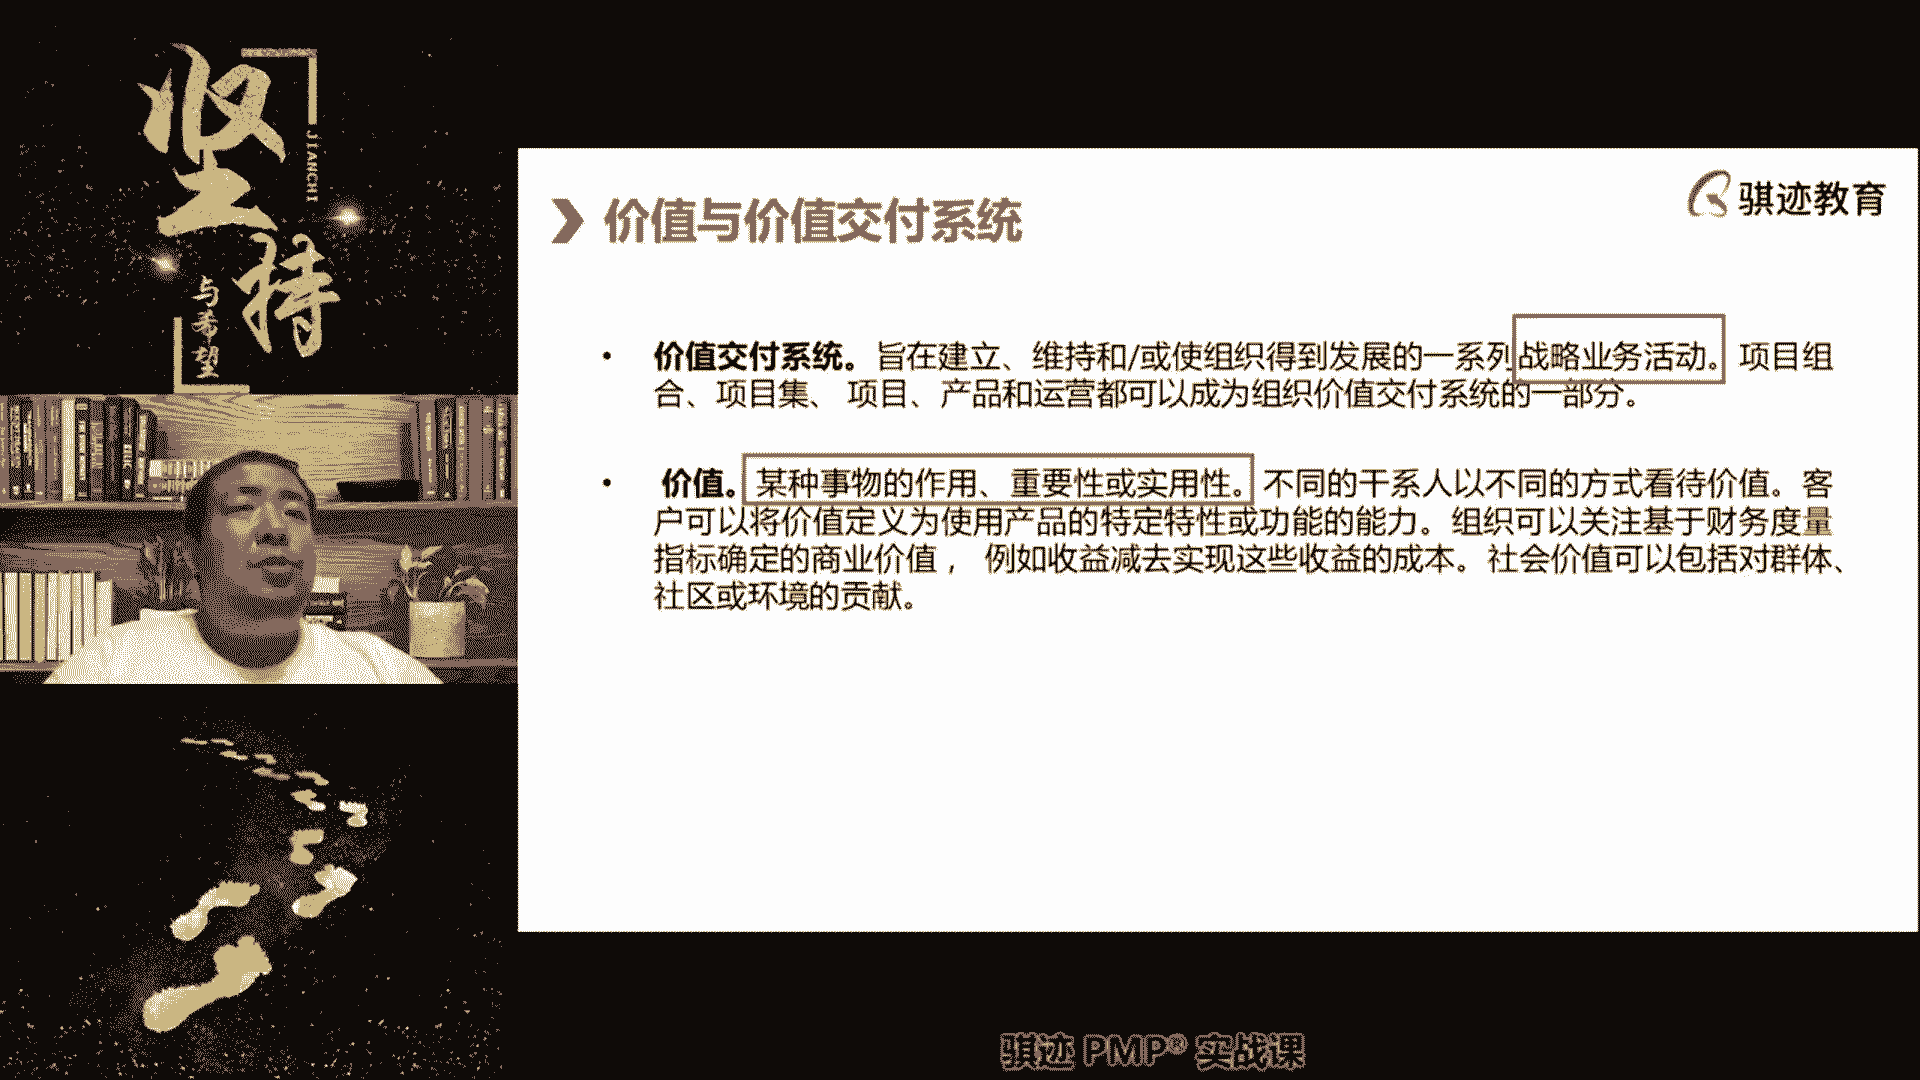 坚
持
JIANCHI
与希望
骐迹教育
价值与价值交付系统
• 价值交付系统。旨在建立、维持和/或使组织得到发展的一系列战略业务活动。项目组
合、项目集、 项目、产品和运营都可以成为组织价值交付系统的一部分。
• 价值。某种事物的作用、重要性或实用性。不同的干系人以不同的方式看待价值。客
户可以将价值定义为使用产品的特定特性或功能的能力。组织可以关注基于财务度量
指标确定的商业价值， 例如收益减去实现这些收益的成本。社会价值可以包括对群体、
社区或环境的贡献。
骐迹 PMP® 实战课